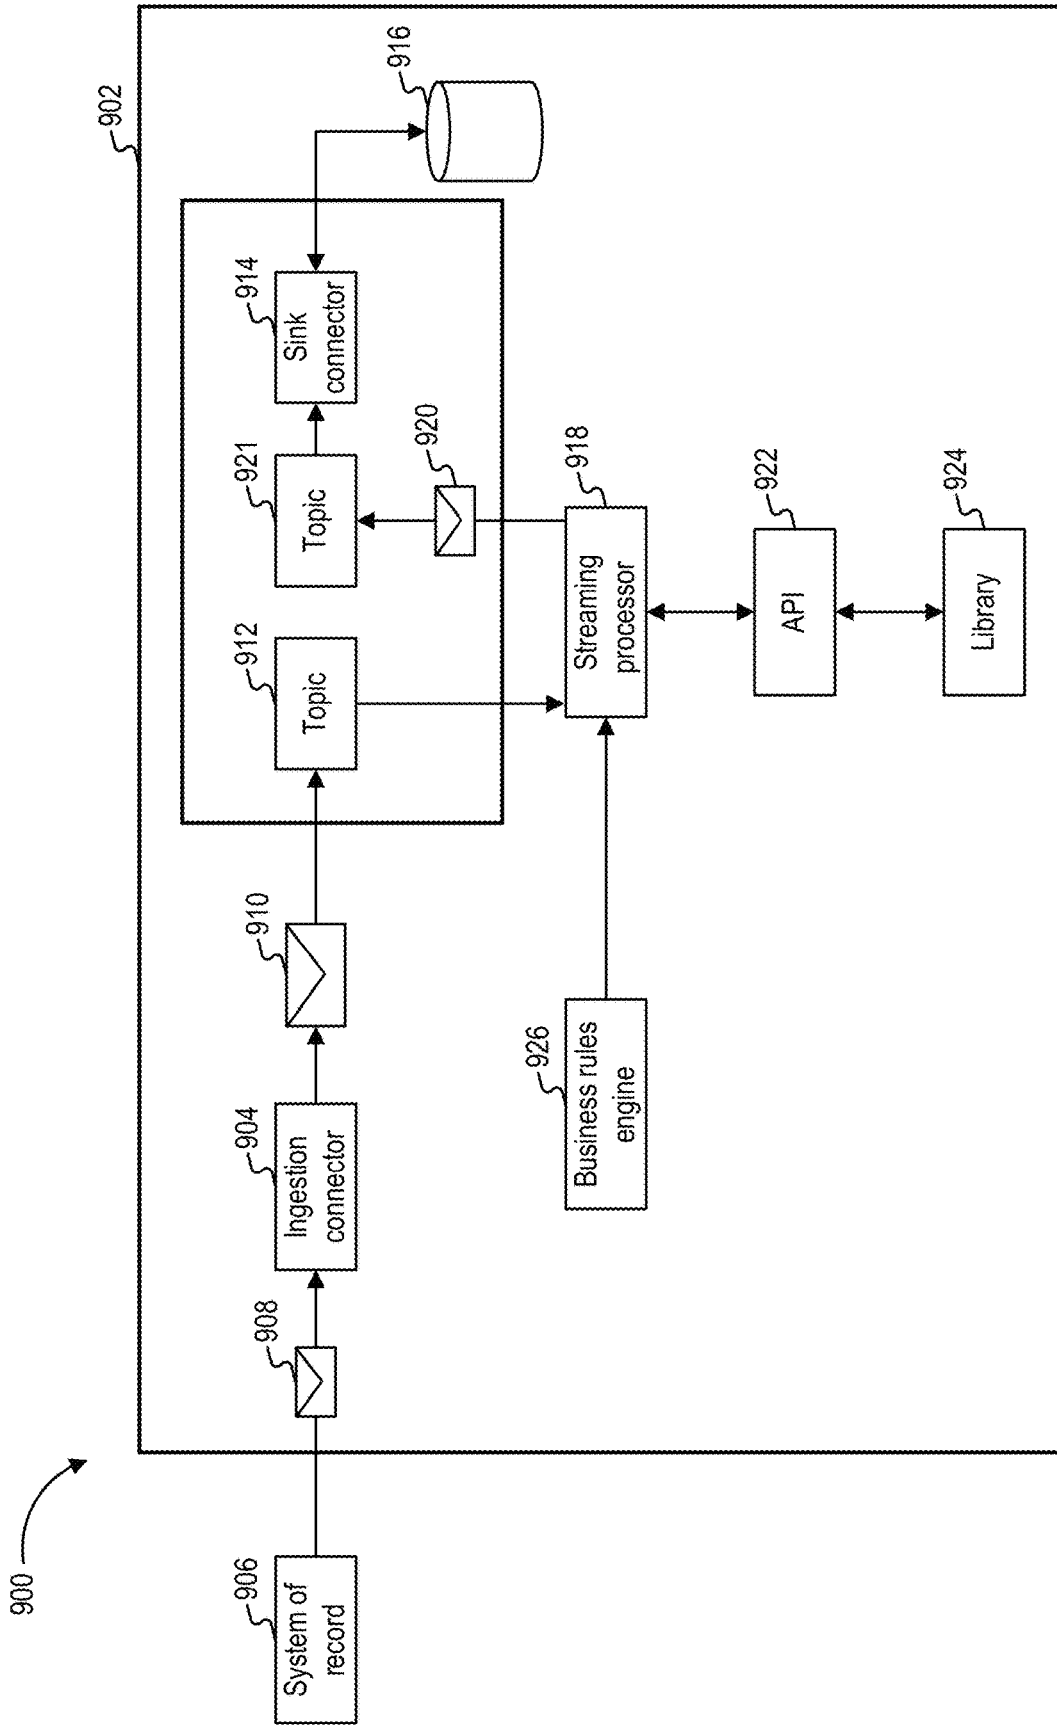 900
902
906
System of
record
908
904
Ingestion
connector
910
912
Topic
921
Topic
914
Sink
connector
916
920
926
Business rules
engine
918
Streaming
processor
922
API
924
Library